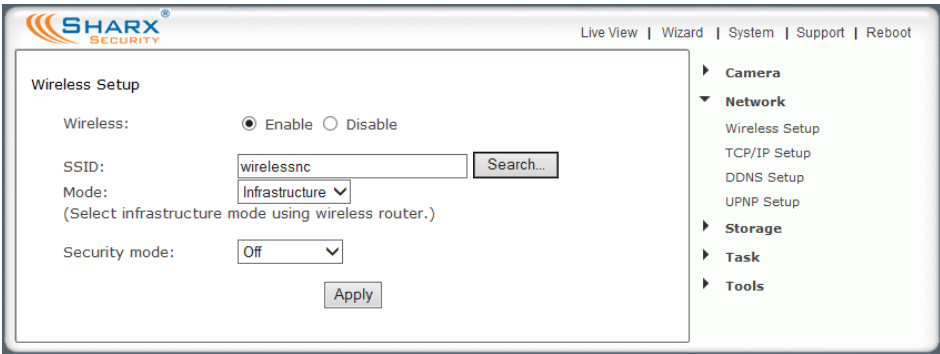 SHARX®
SECURITY
Live View | Wizard | System | Support | Reboot
Wireless Setup
Wireless: Enable Disable
SSID: wirelessnc Search...
Mode: Infrastructure
(Select infrastructure mode using wireless router.)
Security mode: Off
Apply
Camera
Network
Wireless Setup
TCP/IP Setup
DDNS Setup
UPNP Setup
Storage
Task
Tools